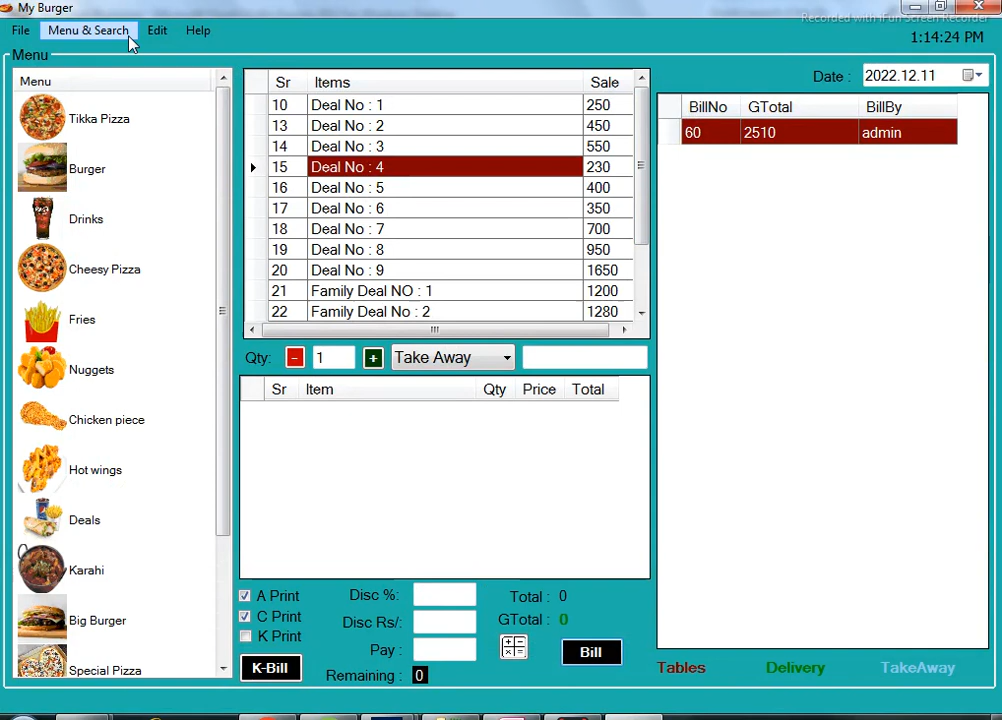 My Burger
Recorded with iFun Screen Recorder
File Menu & Search Edit Help
1:14:24 PM
Menu
Date : 2022.12.11
Menu
Tikka Pizza
Burger
Drinks
Cheesy Pizza
Fries
Nuggets
Chicken piece
Hot wings
Deals
Karahi
Big Burger
Special Pizza
Sr Items Sale
10 Deal No : 1 250
13 Deal No : 2 450
14 Deal No : 3 550
15 Deal No : 4 230
16 Deal No : 5 400
17 Deal No : 6 350
18 Deal No : 7 700
19 Deal No : 8 950
20 Deal No : 9 1650
21 Family Deal NO : 1 1200
22 Family Deal No : 2 1280
Qty: - 1 + Take Away
Sr Item Qty Price Total
A Print Disc %: Total : 0
C Print Disc Rs/: GTotal : 0
K Print Pay :
K-Bill Remaining : 0 Bill
BillNo GTotal BillBy
60 2510 admin
Tables Delivery TakeAway